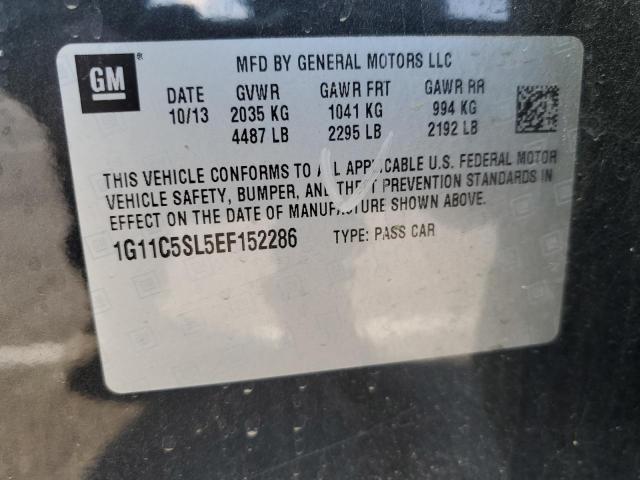 GM
MFD BY GENERAL MOTORS LLC
DATE GVWR GAWR FRT GAWR RR
10/13 2035 KG 1041 KG 994 KG
4487 LB 2295 LB 2192 LB
THIS VEHICLE CONFORMS TO ALL APPLICABLE U.S. FEDERAL MOTOR
VEHICLE SAFETY, BUMPER, AND THEFT PREVENTION STANDARDS IN
EFFECT ON THE DATE OF MANUFACTURE SHOWN ABOVE.
1G11C5SL5EF152286 TYPE: PASS CAR